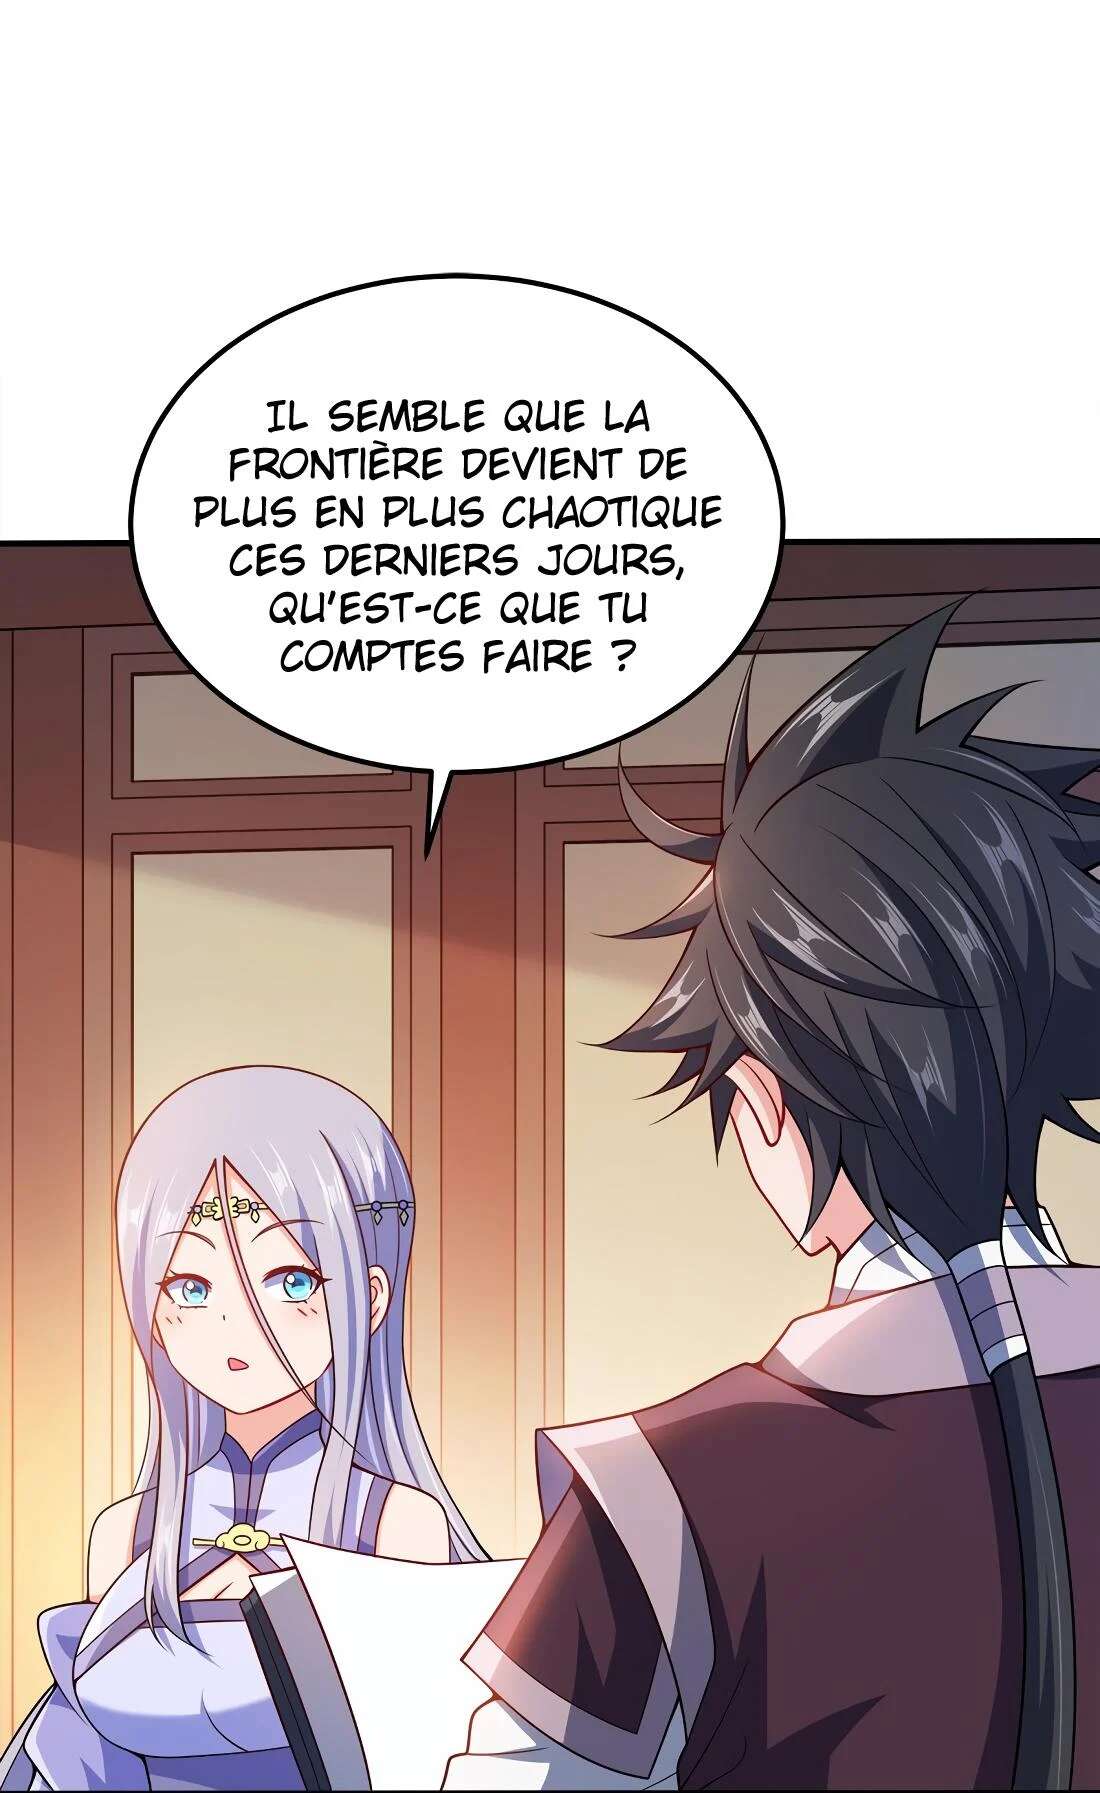 IL SEMBLE QUE LA
FRONTIÈRE DEVIENT DE
PLUS EN PLUS CHAOTIQUE
CES DERNIERS JOURS,
QU'EST-CE QUE TU
COMPTES FAIRE ?